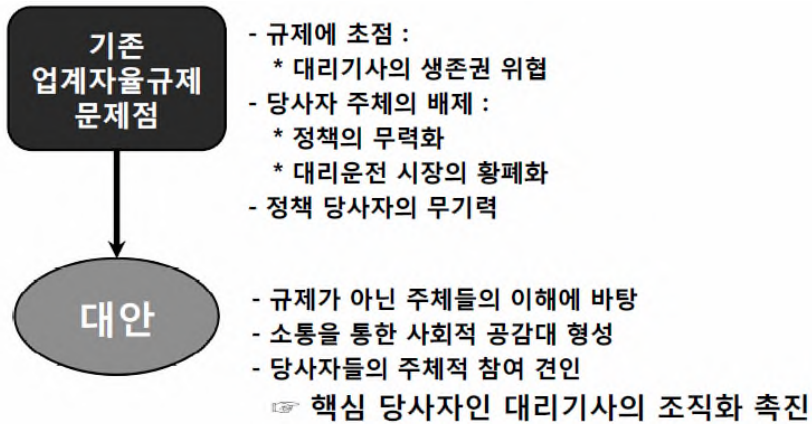 기존
업계자율규제
문제점
- 규제에 초점 :
* 대리기사의 생존권 위협
- 당사자 주체의 배제 :
* 정책의 무력화
* 대리운전 시장의 황폐화
- 정책 당사자의 무기력
대안
- 규제가 아닌 주체들의 이해에 바탕
- 소통을 통한 사회적 공감대 형성
- 당사자들의 주체적 참여 견인
☞ 핵심 당사자인 대리기사의 조직화 촉진